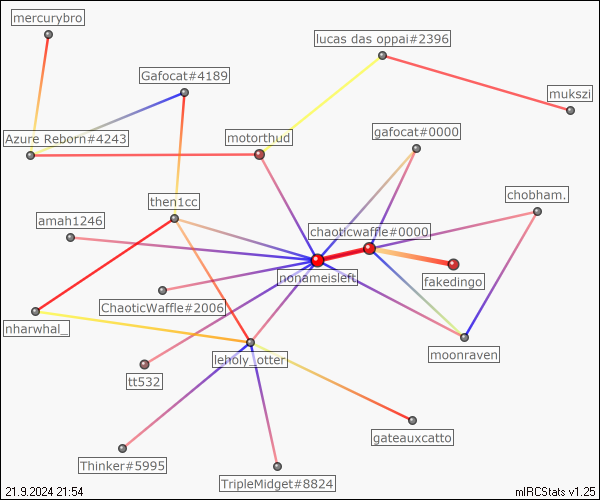 mercurybro
lucas das oppai#2396
Gafocat#4189
mukszi
gafocat#0000
Azure Reborn#4243
motorthud
chobham.
then1cc
amah1246
chaoticwaffle#0000
nonameisleft
fakedingo
ChaoticWaffle#2006
nharwhal_
leholy_otter
moonraven
tt532
gateauxcatto
Thinker#5995
TripleMidget#8824
21.9.2024 21:54
mIRCStats v1.25